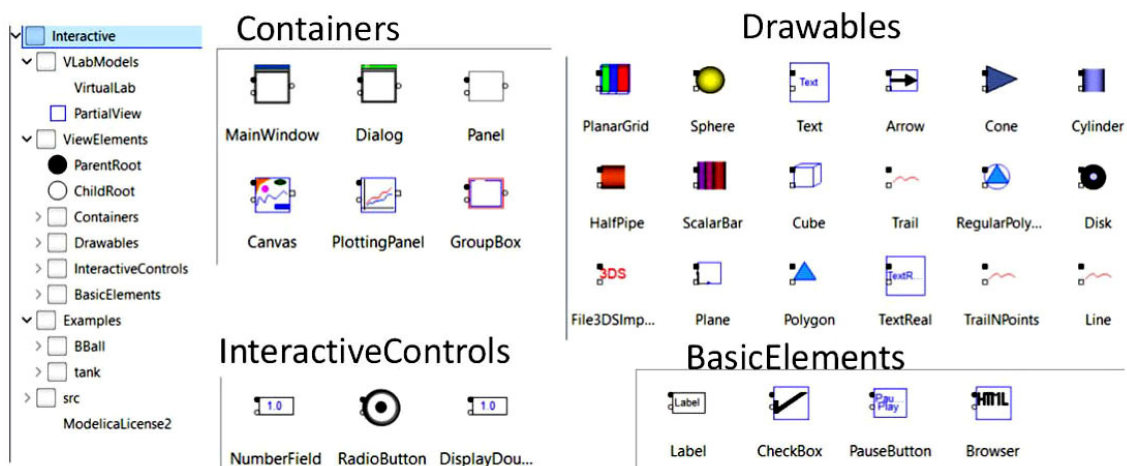 Interactive
VLabModels
VirtualLab
PartialView
ViewElements
ParentRoot
ChildRoot
Containers
Drawables
InteractiveControls
BasicElements
Examples
BBall
tank
src
ModelicaLicense2
Containers
MainWindow Dialog Panel
Canvas PlottingPanel GroupBox
Drawables
Text
PlanarGrid Sphere Text Arrow Cone Cylinder
HalfPipe ScalarBar Cube Trail RegularPoly... Disk
3DS TextR...
File3DSImp... Plane Polygon TextReal TrailNPoints Line
InteractiveControls
1.0 1.0
NumberField RadioButton DisplayDou...
BasicElements
Label Pau... Play HTML
Label CheckBox PauseButton Browser